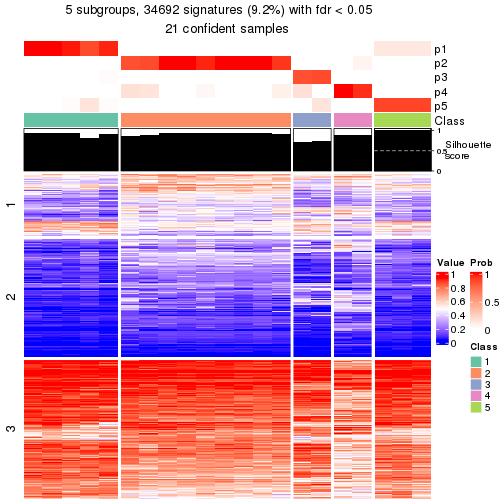 5 subgroups, 34692 signatures (9.2%) with fdr < 0.05
21 confident samples
p1
p2
p3
p4
p5
Class
1
0.5
0
Silhouette
score
1
2
3
Value
1
0.8
0.6
0.4
0.2
0
Prob
1
0.5
0
Class
1
2
3
4
5